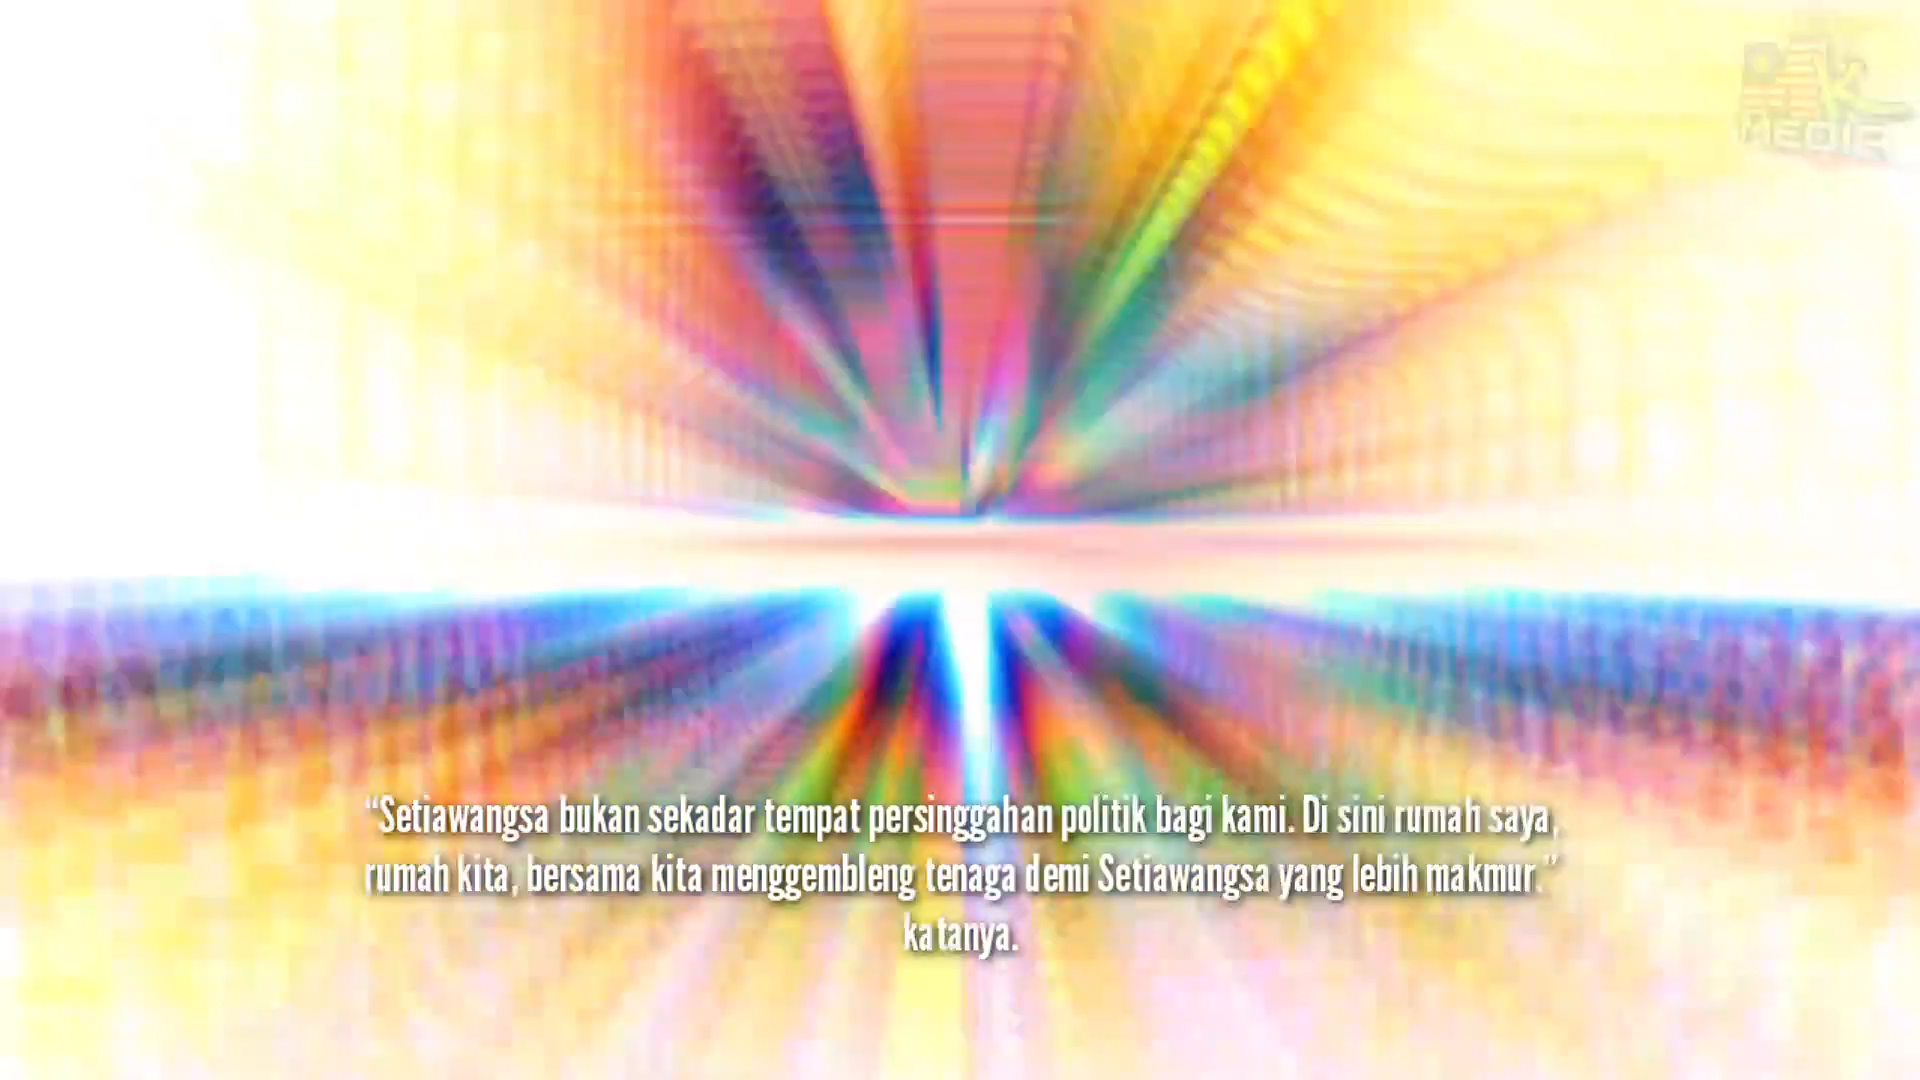 MEDIA
“Setiawangsa bukan sekadar tempat persinggahan politik bagi kami. Di sini rumah saya,
rumah kita, bersama kita menggembleng tenaga demi Setiawangsa yang lebih makmur.”
katanya.